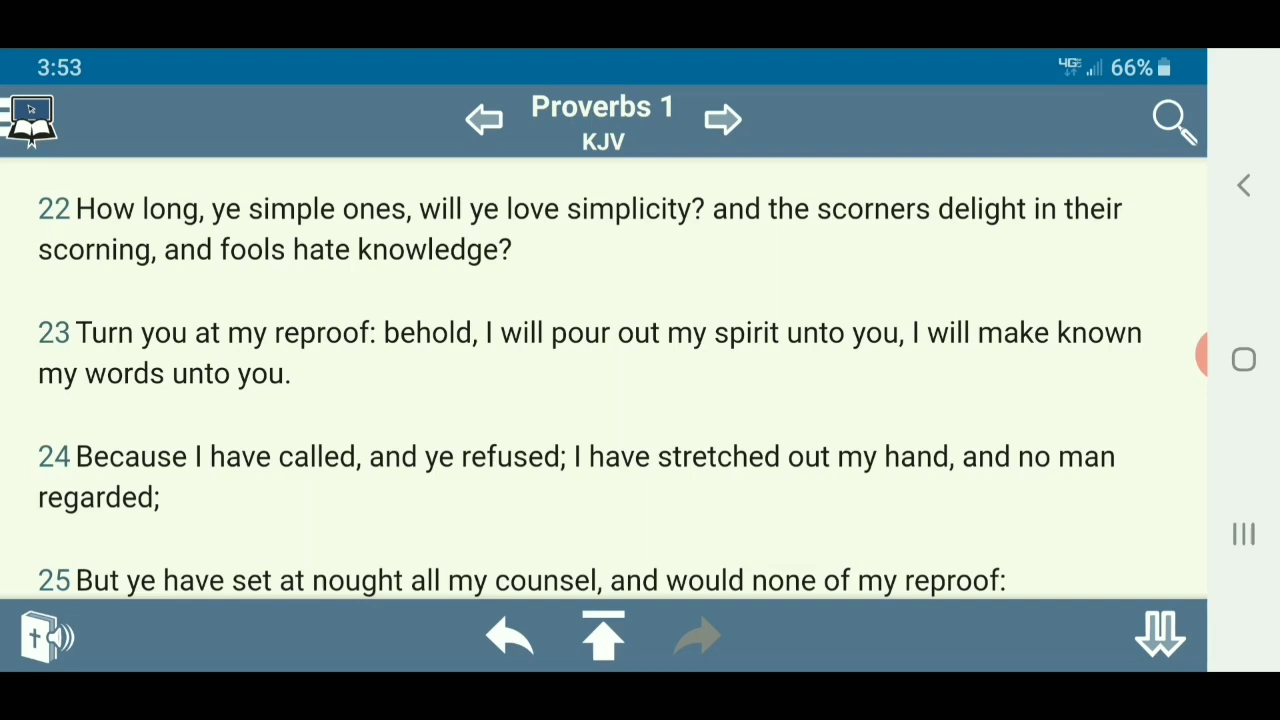 3:53
4GE 66%
Proverbs 1
KJV
22 How long, ye simple ones, will ye love simplicity? and the scorners delight in their
scorning, and fools hate knowledge?
23 Turn you at my reproof: behold, I will pour out my spirit unto you, I will make known
my words unto you.
24 Because I have called, and ye refused; I have stretched out my hand, and no man
regarded;
25 But ye have set at nought all my counsel, and would none of my reproof: